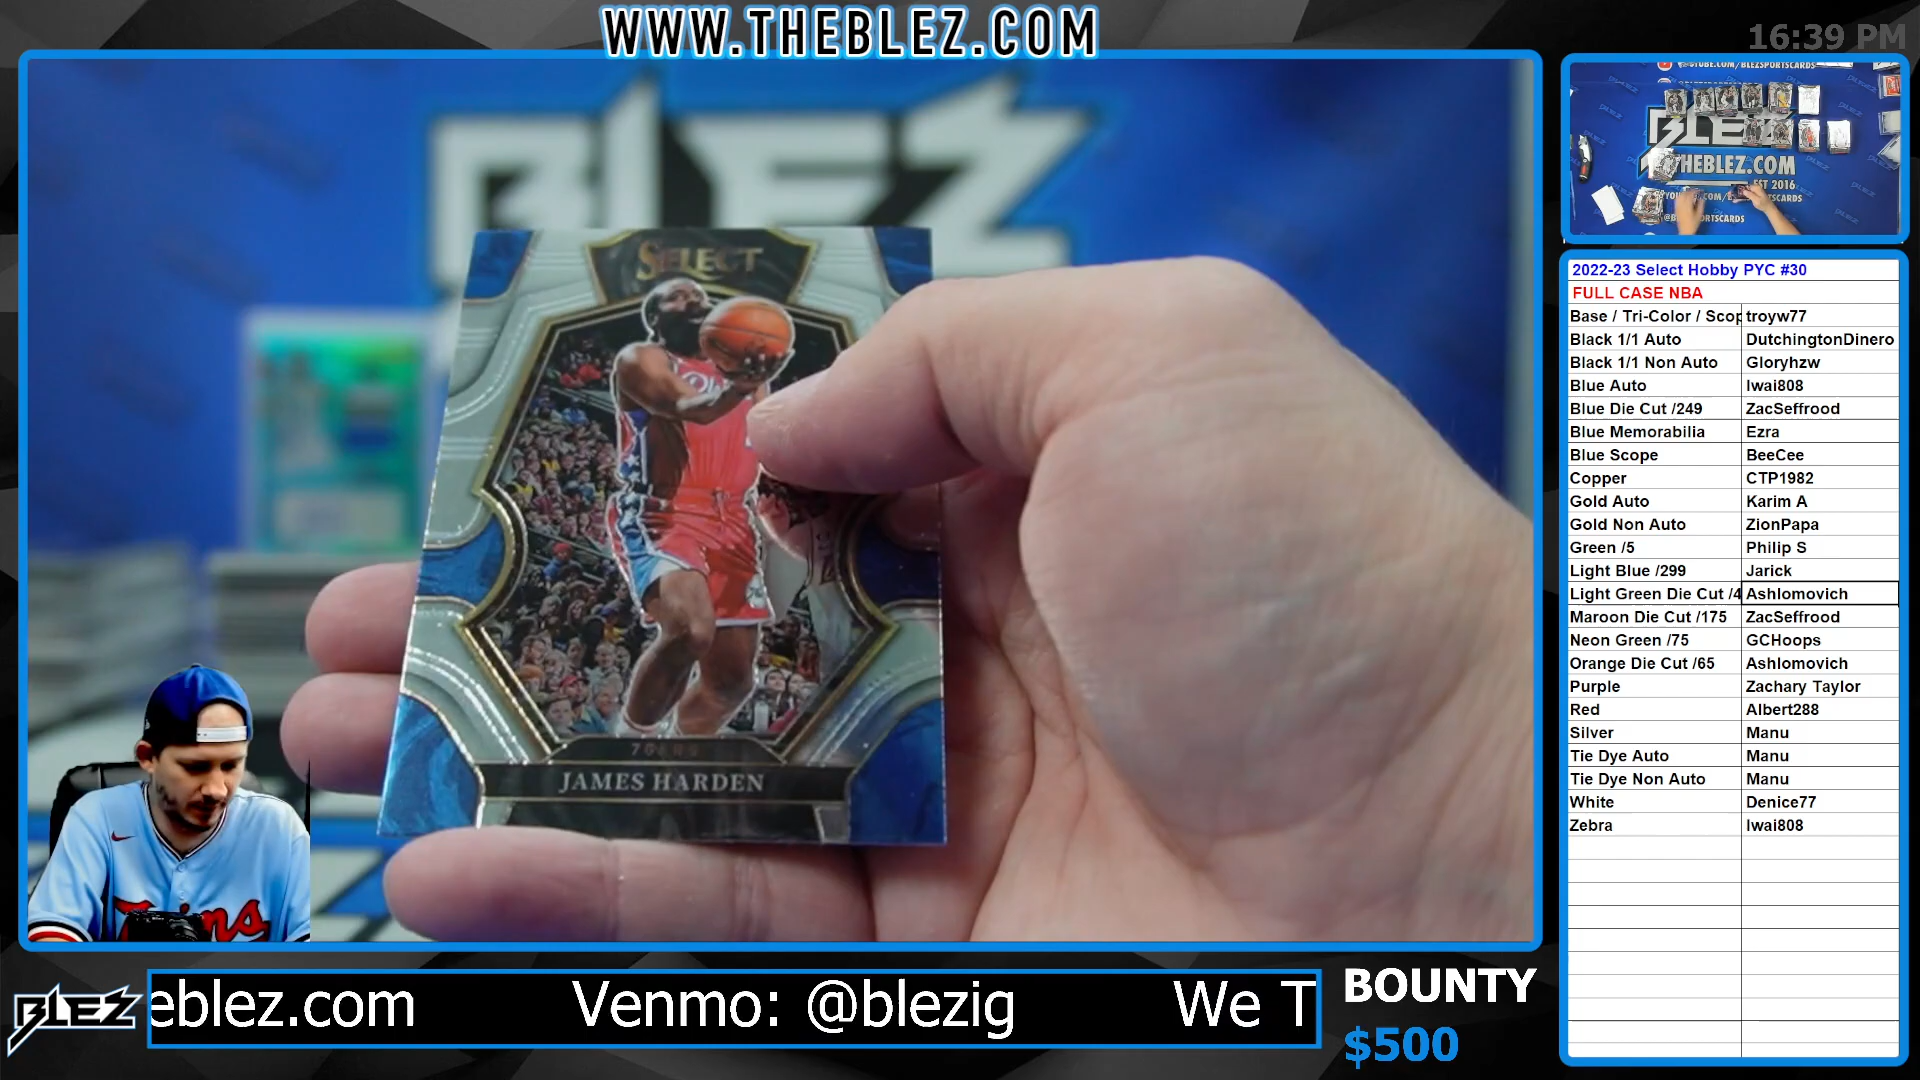 WWW.THEBLEZ.COM
16:39 PM
BLEZ
SELECT
76ERS
JAMES HARDEN
Twins
BLEZ
THEBLEZ.COM
EST 2016
2022-23 Select Hobby PYC #30
FULL CASE NBA
Base / Tri-Color / Scop troyw77
Black 1/1 Auto DutchingtonDinero
Black 1/1 Non Auto Gloryhzw
Blue Auto Iwai808
Blue Die Cut /249 ZacSeffrood
Blue Memorabilia Ezra
Blue Scope BeeCee
Copper CTP1982
Gold Auto Karim A
Gold Non Auto ZionPapa
Green /5 Philip S
Light Blue /299 Jarick
Light Green Die Cut /4 Ashlomovich
Maroon Die Cut /175 ZacSeffrood
Neon Green /75 GCHoops
Orange Die Cut /65 Ashlomovich
Purple Zachary Taylor
Red Albert288
Silver Manu
Tie Dye Auto Manu
Tie Dye Non Auto Manu
White Denice77
Zebra Iwai808
BLEZ
eblez.com Venmo: @blezig We T
BOUNTY
$500